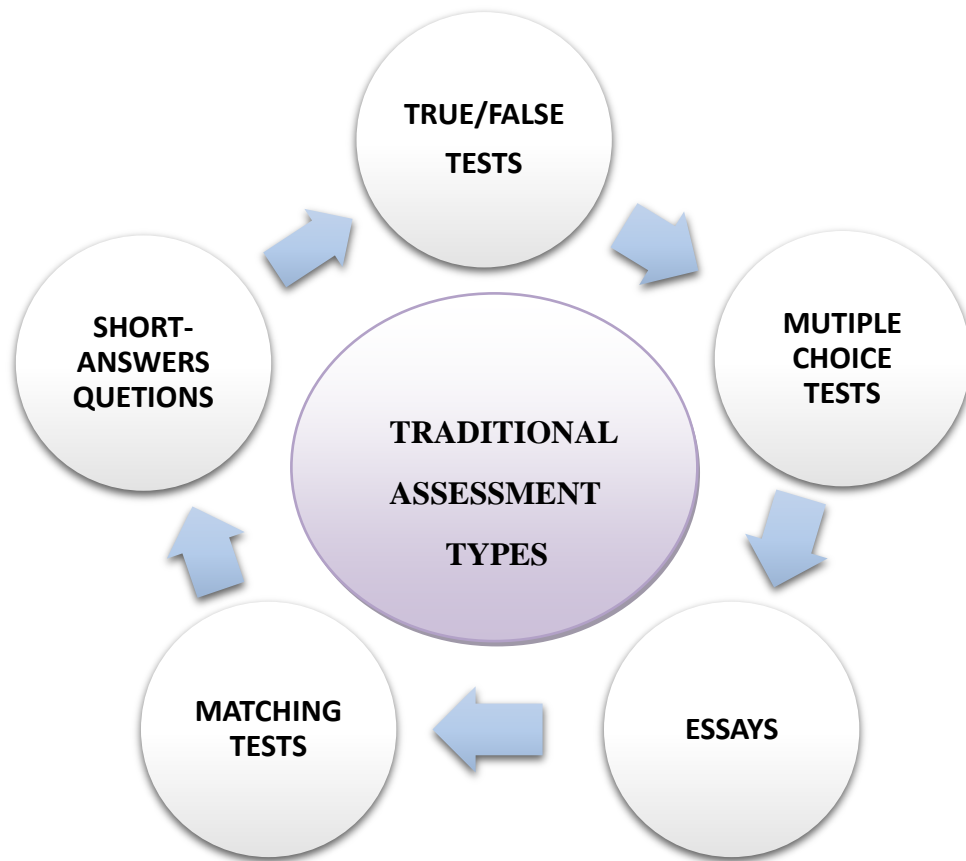 TRUE/FALSE
TESTS
MUTIPLE
CHOICE
TESTS
ESSAYS
MATCHING
TESTS
SHORT-
ANSWERS
QUETIONS
TRADITIONAL
ASSESSMENT
TYPES